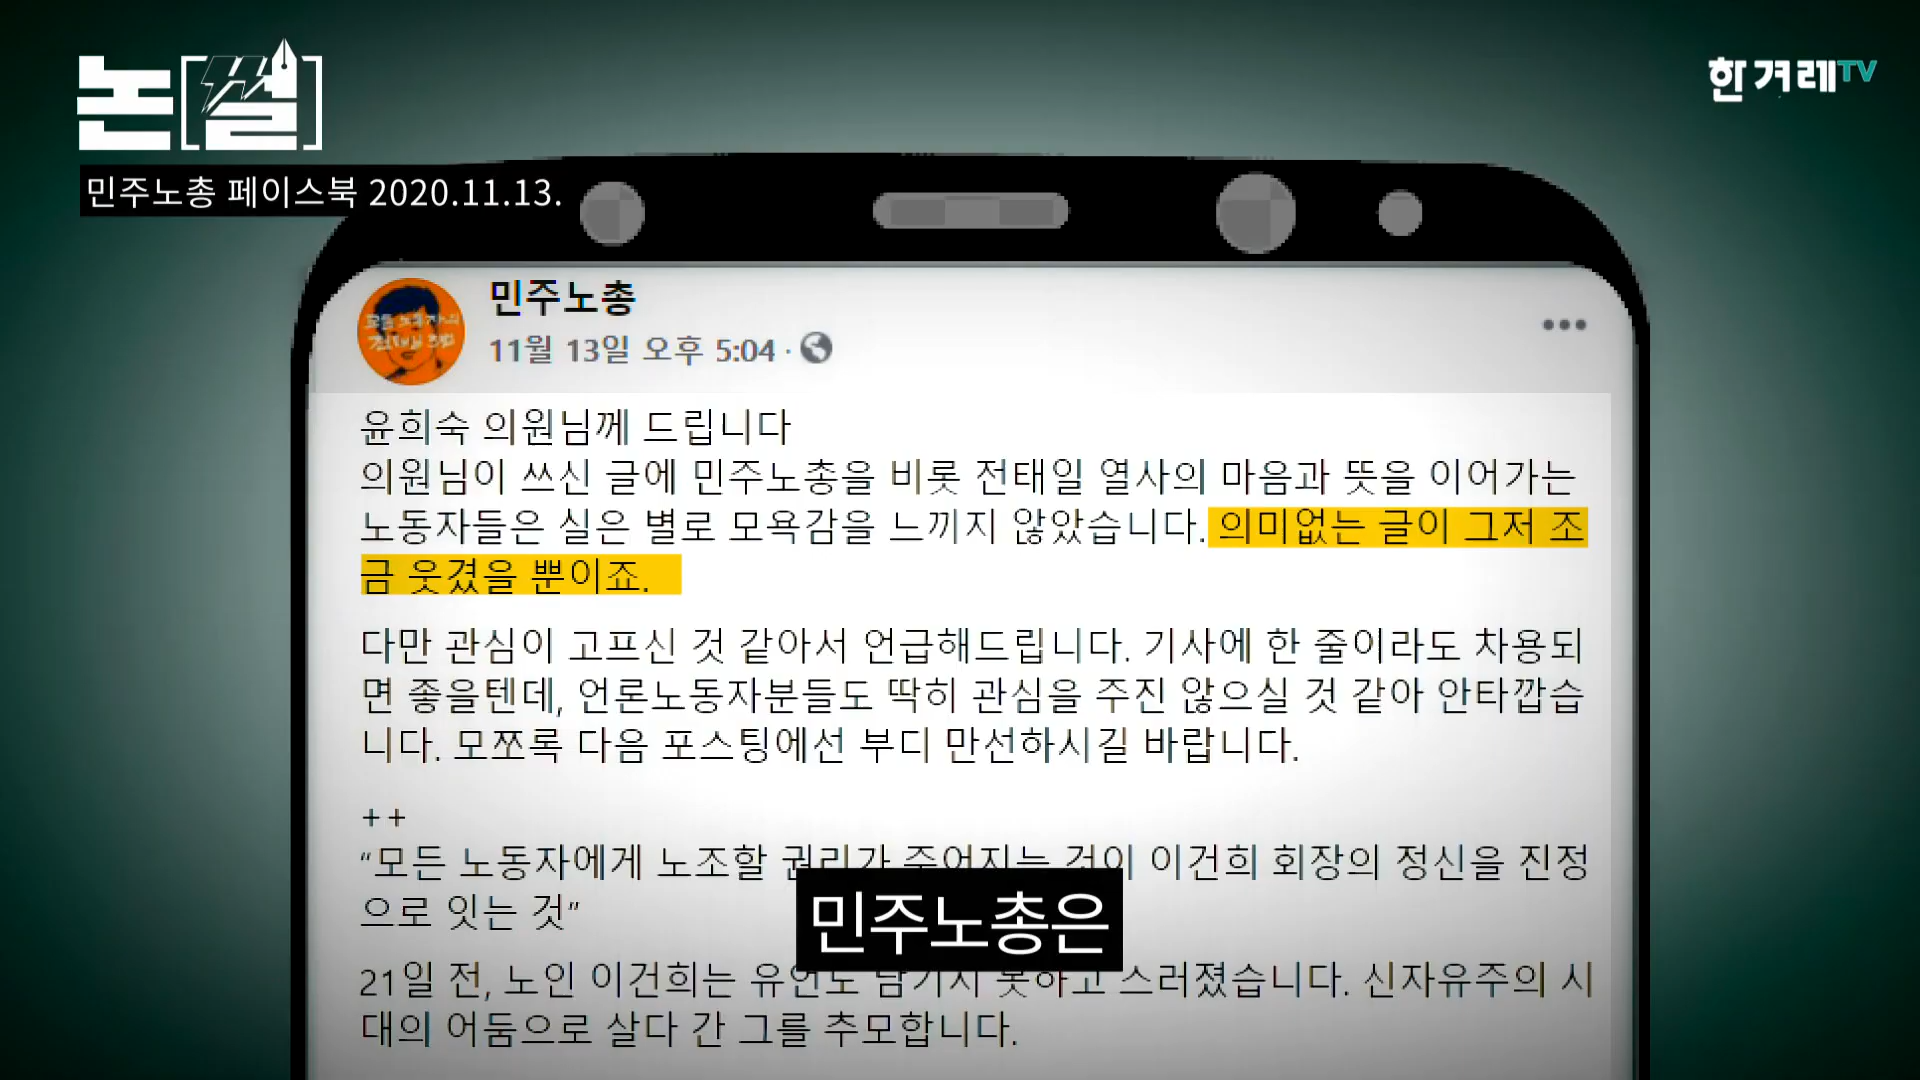 논[썰]
한겨레TV
민주노총 페이스북 2020.11.13.
민주노총
11월 13일 오후 5:04 ·
윤희숙 의원님께 드립니다
의원님이 쓰신 글에 민주노총을 비롯 전태일 열사의 마음과 뜻을 이어가는
노동자들은 실은 별로 모욕감을 느끼지 않았습니다. 의미없는 글이 그저 조
금 웃겼을 뿐이죠.
다만 관심이 고프신 것 같아서 언급해드립니다. 기사에 한 줄이라도 차용되
면 좋을텐데, 언론노동자분들도 딱히 관심을 주진 않으실 것 같아 안타깝습
니다. 모쪼록 다음 포스팅에선 부디 만선하시길 바랍니다.
++
“모든 노동자에게 노조할 권리가 주어지는 것이 이건희 회장의 정신을 진정
으로 잇는 것”
민주노총은
21일 전, 노인 이건희는 유언도 남기지 못하고 스러졌습니다. 신자유주의 시
대의 어둠으로 살다 간 그를 추모합니다.